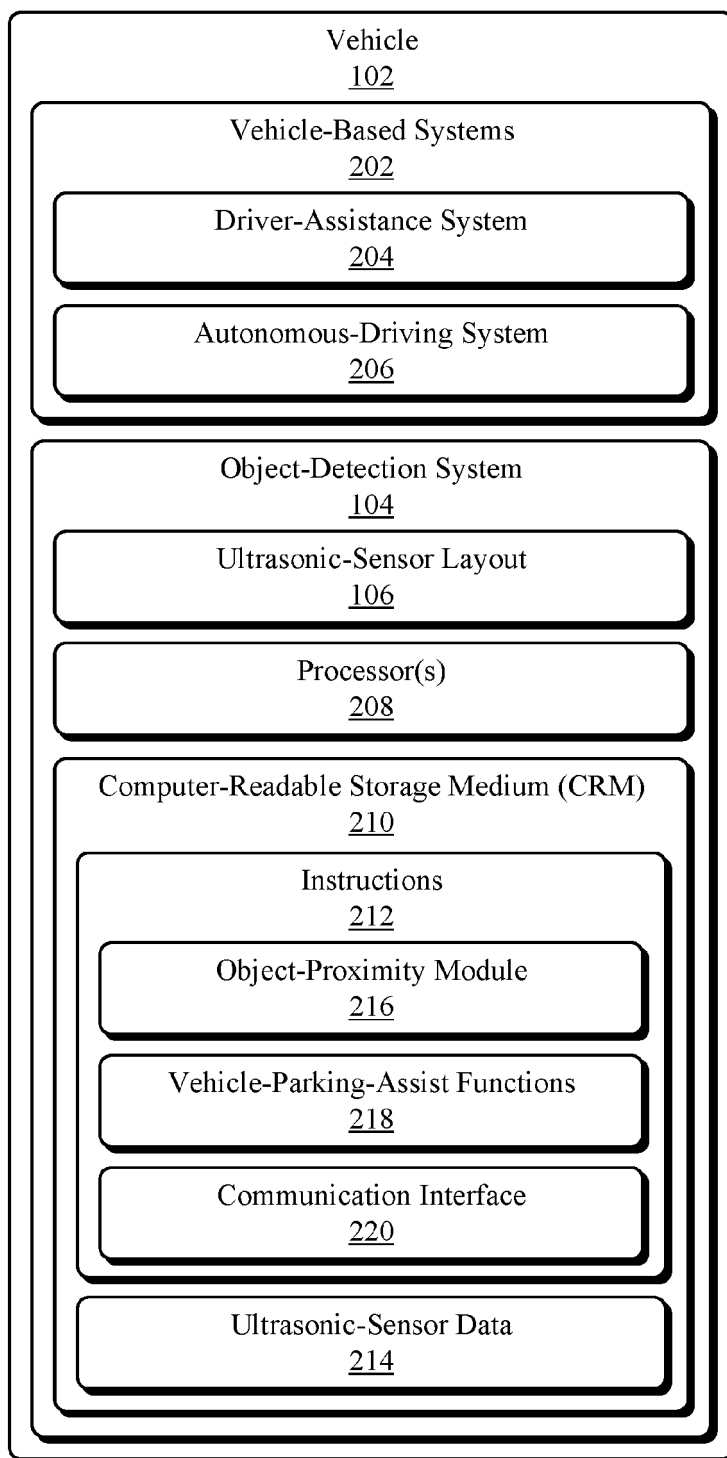 Vehicle
102
Vehicle-Based Systems
202
Driver-Assistance System
204
Autonomous-Driving System
206
Object-Detection System
104
Ultrasonic-Sensor Layout
106
Processor(s)
208
Computer-Readable Storage Medium (CRM)
210
Instructions
212
Object-Proximity Module
216
Vehicle-Parking-Assist Functions
218
Communication Interface
220
Ultrasonic-Sensor Data
214